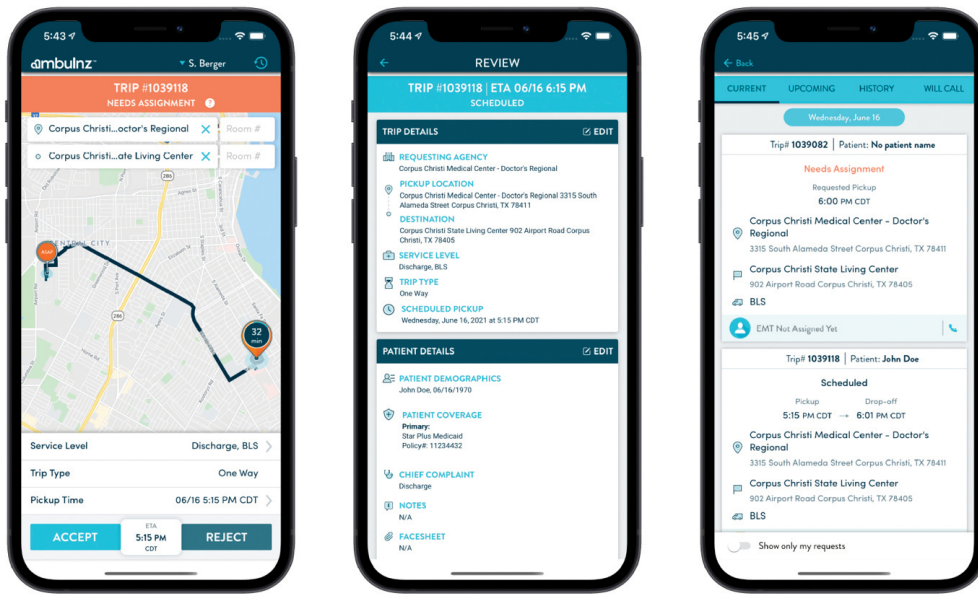 5:43
ambulnz
S. Berger
TRIP #1039118
NEEDS ASSIGNMENT ?
Corpus Christi...octor's Regional
Room #
Corpus Christi...ate Living Center
Room #
286
CENTRAL CITY
ASAP
286
32
min
Service Level
Discharge, BLS
Trip Type
One Way
Pickup Time
06/16 5:15 PM CDT
ACCEPT
ETA
5:15 PM
CDT
REJECT
5:44
REVIEW
TRIP #1039118 | ETA 06/16 6:15 PM
SCHEDULED
TRIP DETAILS
EDIT
REQUESTING AGENCY
Corpus Christi Medical Center - Doctor's Regional
PICKUP LOCATION
Corpus Christi Medical Center - Doctor's Regional 3315 South
Alameda Street Corpus Christi, TX 78411
DESTINATION
Corpus Christi State Living Center 902 Airport Road Corpus
Christi, TX 78405
SERVICE LEVEL
Discharge, BLS
TRIP TYPE
One Way
SCHEDULED PICKUP
Wednesday, June 16, 2021 at 5:15 PM CDT
PATIENT DETAILS
EDIT
PATIENT DEMOGRAPHICS
John Doe, 06/16/1970
PATIENT COVERAGE
Primary:
Star Plus Medicaid
Policy#: 11234432
CHIEF COMPLAINT
Discharge
NOTES
N/A
FACESHEET
N/A
5:45
Back
CURRENT
UPCOMING
HISTORY
WILL CALL
Wednesday, June 16
Trip# 1039082 | Patient: No patient name
Needs Assignment
Requested Pickup
6:00 PM CDT
Corpus Christi Medical Center - Doctor's
Regional
3315 South Alameda Street Corpus Christi, TX 78411
Corpus Christi State Living Center
902 Airport Road Corpus Christi, TX 78405
BLS
EMT Not Assigned Yet
Trip# 1039118 | Patient: John Doe
Scheduled
Pickup
Drop-off
5:15 PM CDT → 6:01 PM CDT
Corpus Christi Medical Center - Doctor's
Regional
3315 South Alameda Street Corpus Christi, TX 78411
Corpus Christi State Living Center
902 Airport Road Corpus Christi, TX 78405
BLS
Show only my requests